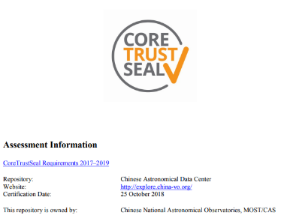 CORE
TRUST
SEAL
Assessment Information
CoreTrustSeal Requirements 2017–2019
Repository: Chinese Astronomical Data Center
Website: http://explore.china-vo.org/
Certification Date: 25 October 2018
This repository is owned by: Chinese National Astronomical Observatories, MOST/CAS